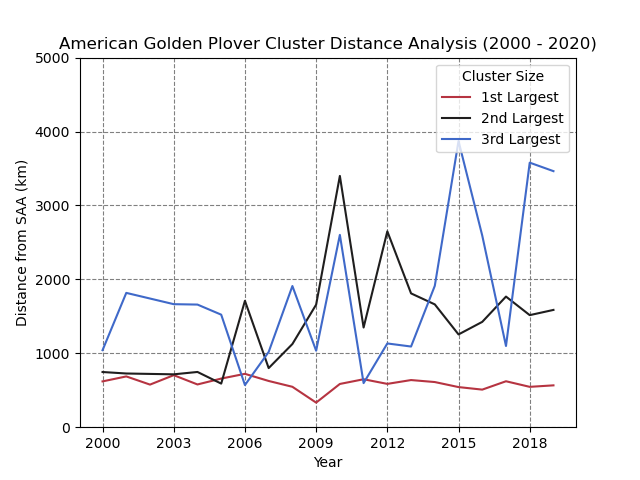 American Golden Plover Cluster Distance Analysis (2000 - 2020)
Cluster Size
1st Largest
2nd Largest
3rd Largest
Distance from SAA (km)
5000
4000
3000
2000
1000
0
2000 2003 2006 2009 2012 2015 2018
Year